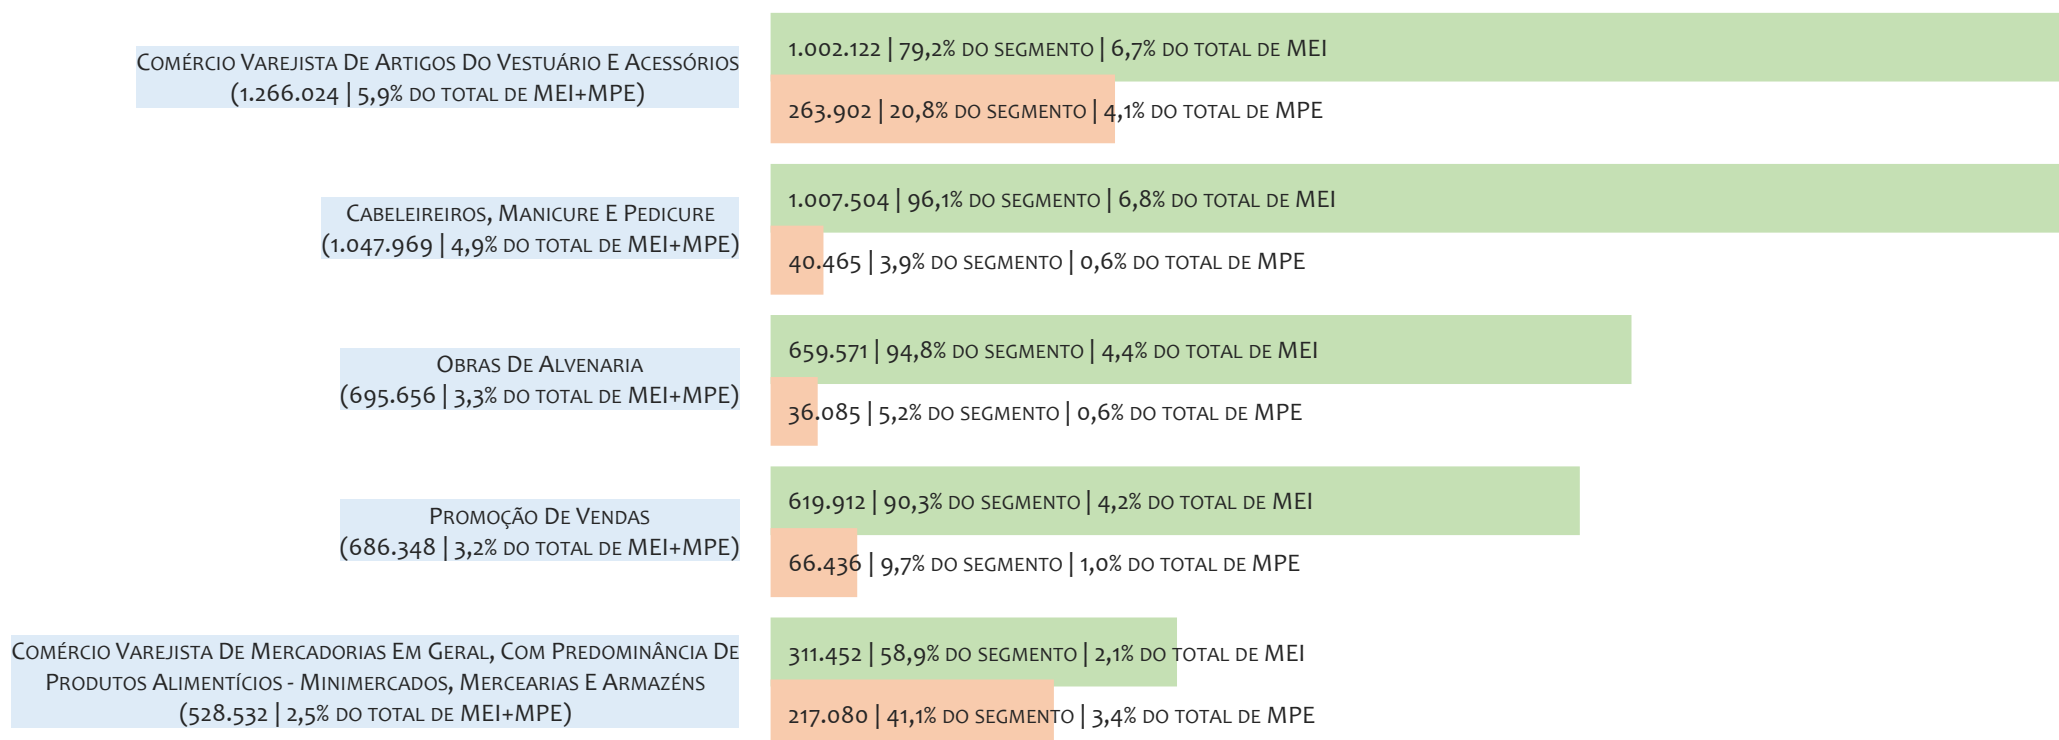 Comércio Varejista De Artigos Do Vestuário E Acessórios
(1.266.024 | 5,9% do total de MEI+MPE)
1.002.122 | 79,2% do segmento | 6,7% do total de MEI
263.902 | 20,8% do segmento | 4,1% do total de MPE
Cabeleireiros, Manicure E Pedicure
(1.047.969 | 4,9% do total de MEI+MPE)
1.007.504 | 96,1% do segmento | 6,8% do total de MEI
40.465 | 3,9% do segmento | 0,6% do total de MPE
Obras De Alvenaria
(695.656 | 3,3% do total de MEI+MPE)
659.571 | 94,8% do segmento | 4,4% do total de MEI
36.085 | 5,2% do segmento | 0,6% do total de MPE
Promoção De Vendas
(686.348 | 3,2% do total de MEI+MPE)
619.912 | 90,3% do segmento | 4,2% do total de MEI
66.436 | 9,7% do segmento | 1,0% do total de MPE
Comércio Varejista De Mercadorias Em Geral, Com Predominância De
Produtos Alimentícios - Minimercados, Mercearias E Armazéns
(528.532 | 2,5% do total de MEI+MPE)
311.452 | 58,9% do segmento | 2,1% do total de MEI
217.080 | 41,1% do segmento | 3,4% do total de MPE